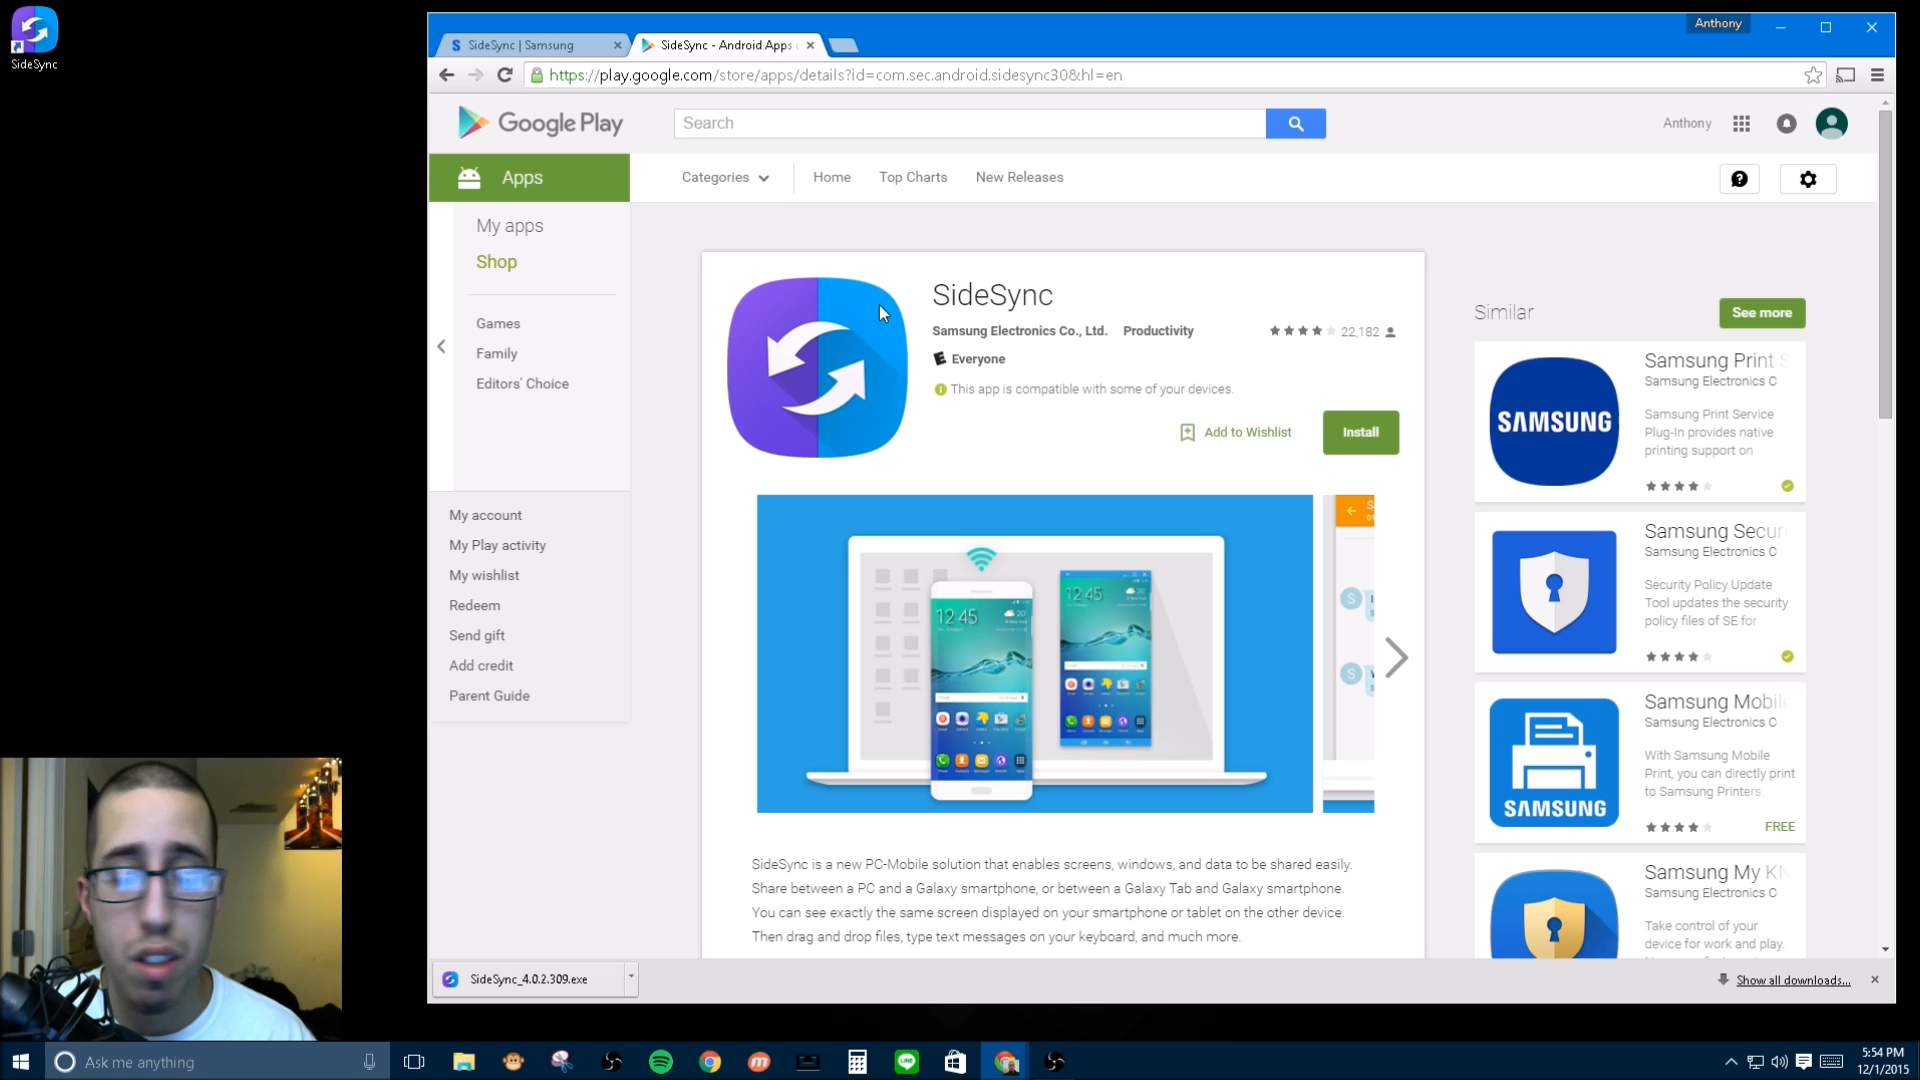 SideSync
Anthony
SideSync | Samsung
SideSync - Android Apps
https://play.google.com/store/apps/details?id=com.sec.android.sidesync30&hl=en
Google Play
Search
Anthony
Apps
Categories
Home
Top Charts
New Releases
My apps
Shop
Games
Family
Editors' Choice
My account
My Play activity
My wishlist
Redeem
Send gift
Add credit
Parent Guide
SideSync
Samsung Electronics Co., Ltd. Productivity
22,182
Everyone
This app is compatible with some of your devices.
Add to Wishlist
Install
12:45
12:45
SideSync is a new PC-Mobile solution that enables screens, windows, and data to be shared easily.
Share between a PC and a Galaxy smartphone, or between a Galaxy Tab and Galaxy smartphone.
You can see exactly the same screen displayed on your smartphone or tablet on the other device.
Then drag and drop files, type text messages on your keyboard, and much more.
Similar
See more
SAMSUNG
Samsung Print S
Samsung Electronics C
Samsung Print Service
Plug-In provides native
printing support on
Samsung Secur
Samsung Electronics C
Security Policy Update
Tool updates the security
policy files of SE for
SAMSUNG
Samsung Mobile
Samsung Electronics C
With Samsung Mobile
Print, you can directly print
to Samsung Printers.
FREE
Samsung My KN
Samsung Electronics C
Take control of your
device for work and play.
SideSync_4.0.2.309.exe
Show all downloads...
Ask me anything
LINE
5:54 PM
12/1/2015